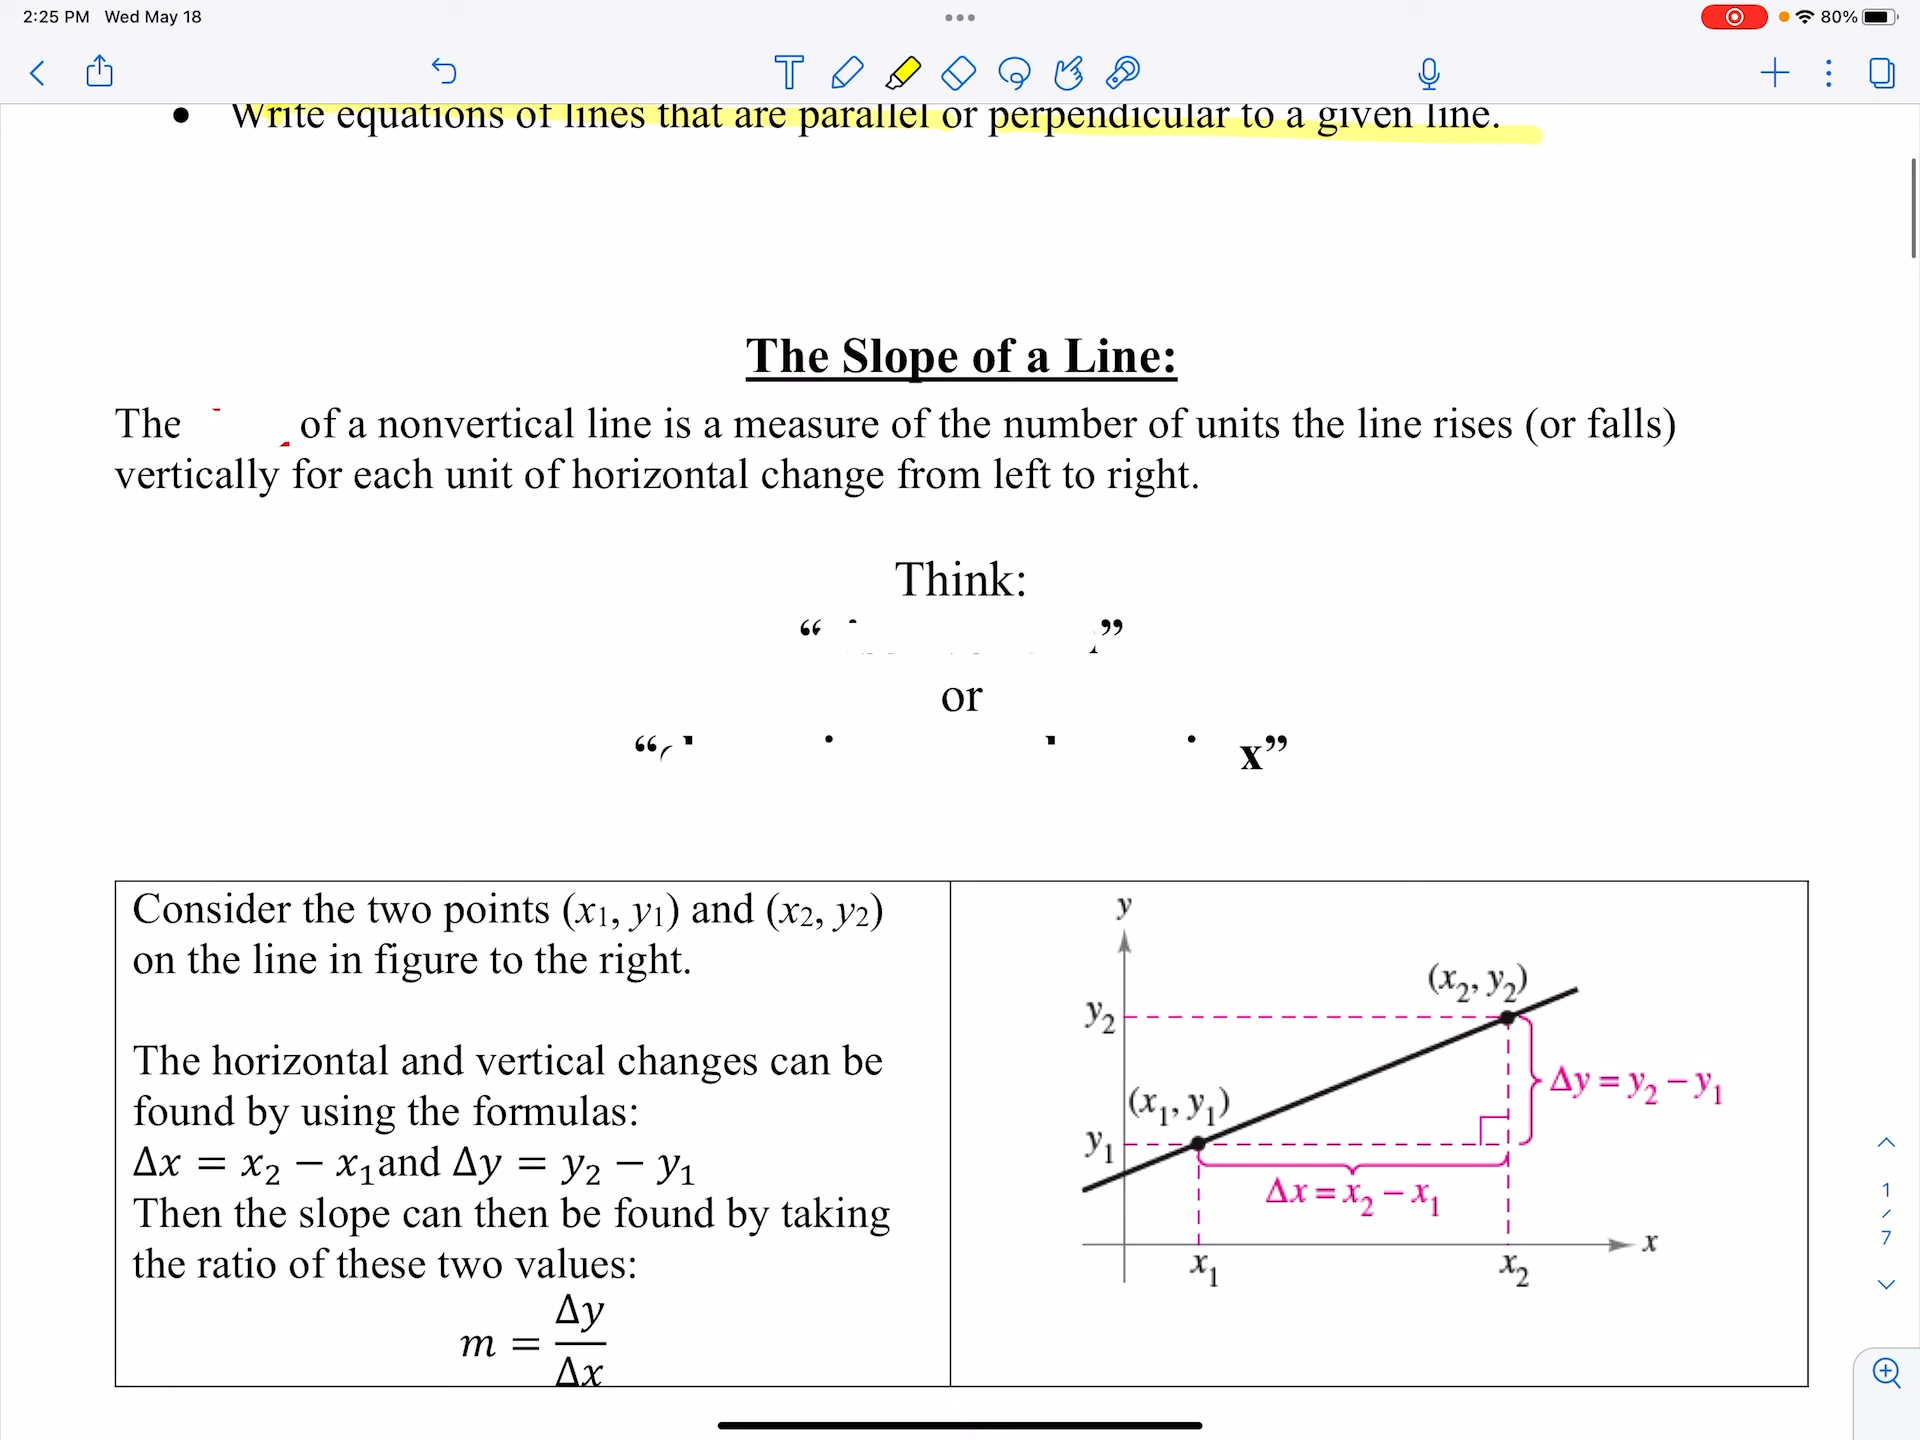 2:25 PM Wed May 18
80%
• Write equations of lines that are parallel or perpendicular to a given line.
The Slope of a Line:
The of a nonvertical line is a measure of the number of units the line rises (or falls)
vertically for each unit of horizontal change from left to right.
Think:
“ ”
or
“ x”
Consider the two points (x₁, y₁) and (x₂, y₂)
on the line in figure to the right.
The horizontal and vertical changes can be
found by using the formulas:
Δx = x₂ − x₁and Δy = y₂ − y₁
Then the slope can then be found by taking
the ratio of these two values:
m = Δy/Δx
y
(x₂, y₂)
y₂
Δy = y₂ − y₁
(x₁, y₁)
y₁
Δx = x₂ − x₁
x
x₁ x₂
1
/
7